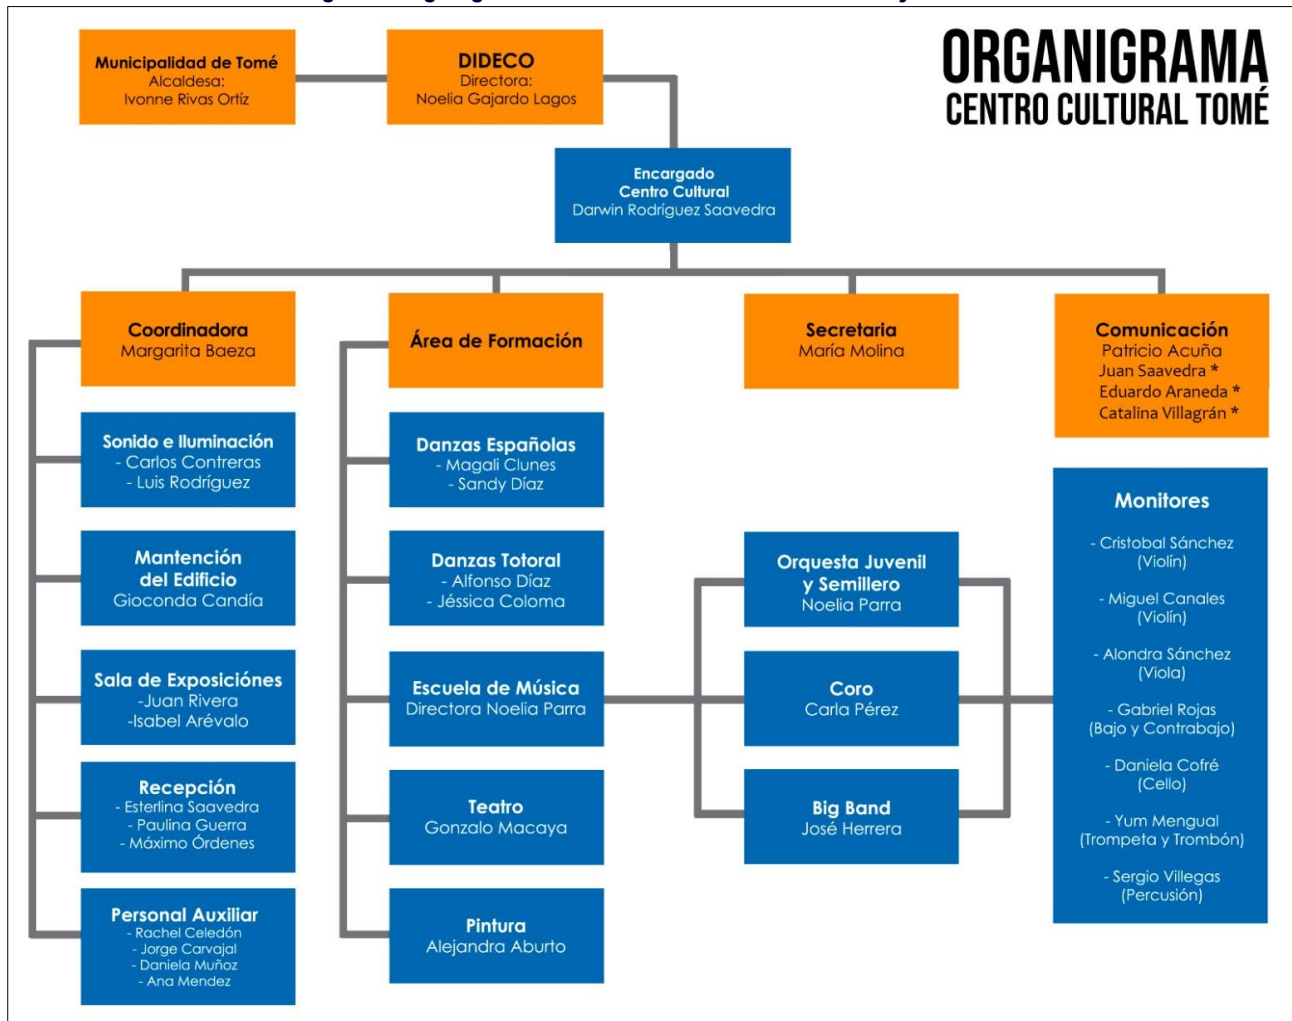 ORGANIGRAMA
CENTRO CULTURAL TOMÉ
Municipalidad de Tomé
Alcaldesa:
Ivonne Rivas Ortíz
DIDECO
Directora:
Noelia Gajardo Lagos
Encargado
Centro Cultural
Darwin Rodríguez Saavedra
Coordinadora
Margarita Baeza
Área de Formación
Secretaria
María Molina
Comunicación
Patricio Acuña
Juan Saavedra *
Eduardo Araneda *
Catalina Villagrán *
Sonido e Iluminación
- Carlos Contreras
- Luis Rodríguez
Mantención
del Edificio
Gioconda Candía
Sala de Exposiciónes
-Juan Rivera
-Isabel Arévalo
Recepción
- Esterlina Saavedra
- Paulina Guerra
- Máximo Órdenes
Personal Auxiliar
- Rachel Celedón
- Jorge Carvajal
- Daniela Muñoz
- Ana Mendez
Danzas Españolas
- Magali Clunes
- Sandy Díaz
Danzas Totoral
- Alfonso Díaz
- Jéssica Coloma
Escuela de Música
Directora Noelia Parra
Teatro
Gonzalo Macaya
Pintura
Alejandra Aburto
Orquesta Juvenil
y Semillero
Noelia Parra
Coro
Carla Pérez
Big Band
José Herrera
Monitores
- Cristobal Sánchez
(Violín)
- Miguel Canales
(Violín)
- Alondra Sánchez
(Viola)
- Gabriel Rojas
(Bajo y Contrabajo)
- Daniela Cofré
(Cello)
- Yum Mengual
(Trompeta y Trombón)
- Sergio Villegas
(Percusión)